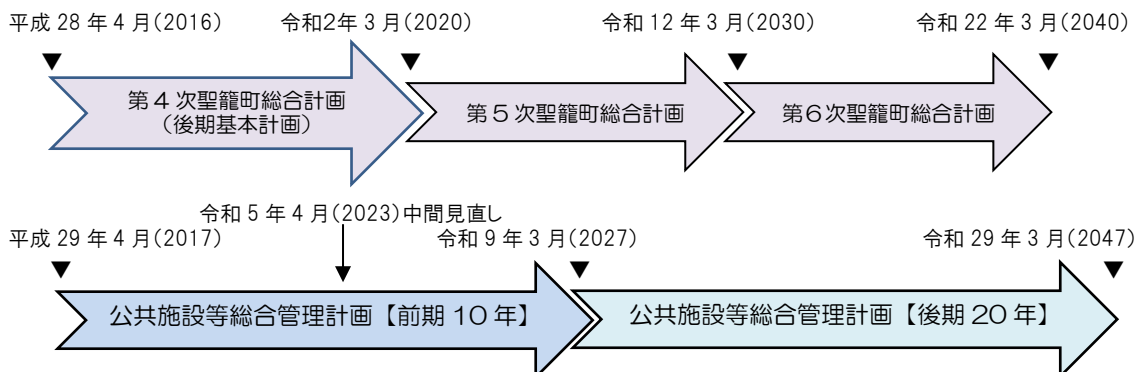 平成 28 年 4 月(2016) 令和2年 3 月(2020) 令和 12 年 3 月(2030) 令和 22 年 3 月(2040)
▼ ▼ ▼ ▼
第 4 次聖籠町総合計画
(後期基本計画)
第 5 次聖籠町総合計画
第6次聖籠町総合計画
令和 5 年 4 月(2023)中間見直し
平成 29 年 4 月(2017) 令和 9 年 3 月(2027) 令和 29 年 3 月(2047)
▼ ▼ ▼
公共施設等総合管理計画【前期 10 年】 公共施設等総合管理計画【後期 20 年】